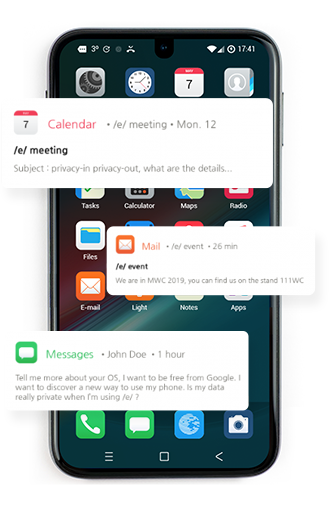 3° 17:41
7
7 Calendar • /e/ meeting • Mon. 12
/e/ meeting
Subject : privacy-in privacy-out, what are the details...
Tasks Calculator Maps Radio
Mail • /e/ event • 26 min
/e/ event
We are in MWC 2019, you can find us on the stand 111WC
Files
E-mail Light Notes Apps
Messages • John Doe • 1 hour
Tell me more about your OS, I want to be free from Google. I
want to discover a new way to use my phone. Is my data
really private when I'm using /e/ ?